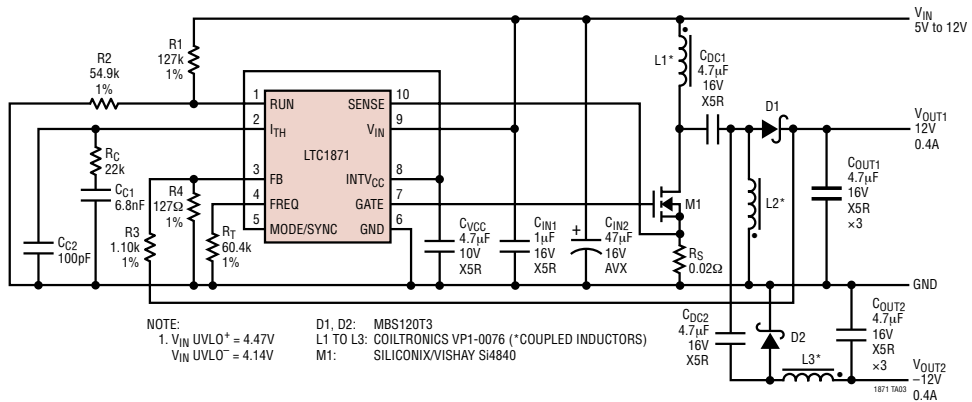 VIN
5V to 12V
R1
127k
1%
R2
54.9k
1%
L1*
CDC1
4.7µF
16V
X5R
D1
VOUT1
12V
0.4A
1
RUN
SENSE
10
2
ITH
VIN
9
LTC1871
3
FB
INTVCC
8
4
FREQ
GATE
7
5
MODE/SYNC
GND
6
RC
22k
CC1
6.8nF
CC2
100pF
R3
1.10k
1%
R4
127Ω
1%
RT
60.4k
1%
CVCC
4.7µF
10V
X5R
CIN1
1µF
16V
X5R
+
CIN2
47µF
16V
AVX
M1
RS
0.02Ω
L2*
COUT1
4.7µF
16V
X5R
×3
GND
CDC2
4.7µF
16V
X5R
D2
L3*
COUT2
4.7µF
16V
X5R
×3
VOUT2
–12V
0.4A
1871 TA03
NOTE:
1. VIN UVLO+ = 4.47V
VIN UVLO– = 4.14V
D1, D2: MBS120T3
L1 TO L3: COILTRONICS VP1-0076 (*COUPLED INDUCTORS)
M1: SILICONIX/VISHAY Si4840